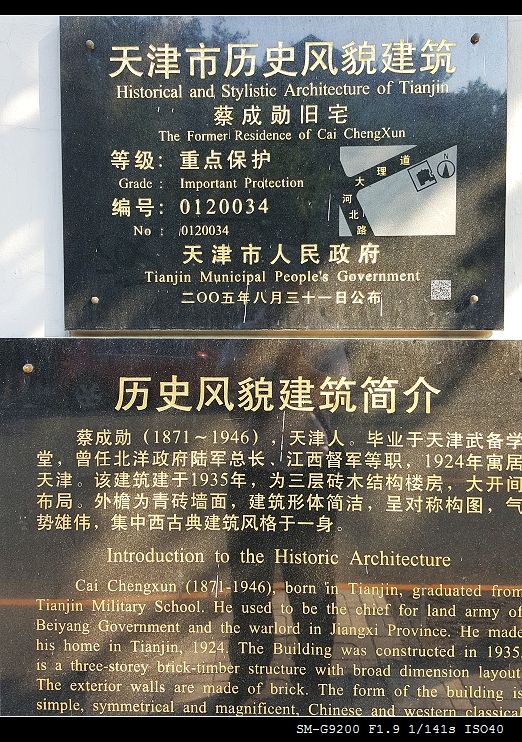 天津市历史风貌建筑
Historical and Stylistic Architecture of Tianjin
蔡成勋旧宅
The Former Residence of Cai ChengXun
等级：重点保护
Grade : Important Protection
编号：0120034
No : 0120034
大理道
河北路
N
天津市人民政府
Tianjin Municipal People's Government
二〇〇五年八月三十一日公布
历史风貌建筑简介
蔡成勋（1871～1946），天津人。毕业于天津武备学
堂，曾任北洋政府陆军总长、江西督军等职，1924年寓居
天津。该建筑建于1935年，为三层砖木结构楼房，大开间
布局。外檐为青砖墙面，建筑形体简洁，呈对称构图，气
势雄伟，集中西古典建筑风格于一身。
Introduction to the Historic Architecture
Cai Chengxun (1871-1946), born in Tianjin, graduated from
Tianjin Military School. He used to be the chief for land army of
Beiyang Government and the warlord in Jiangxi Province. He made
his home in Tianjin, 1924. The Building was constructed in 1935.
is a three-storey brick-timber structure with broad dimension layout.
The exterior walls are made of brick. The form of the building is
simple, symmetrical and magnificent, Chinese and western classical
SM-G9200 F1.9 1/141s ISO40